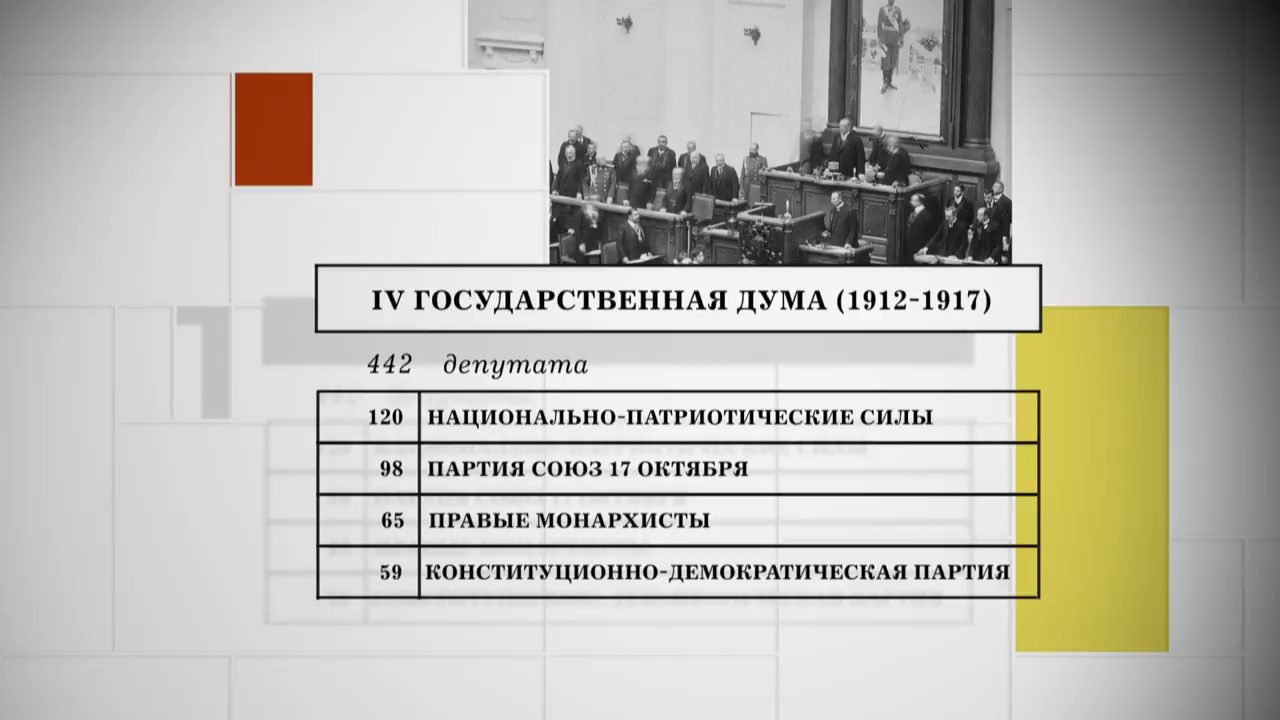 IV ГОСУДАРСТВЕННАЯ ДУМА (1912-1917)
442 депутата
120 НАЦИОНАЛЬНО-ПАТРИОТИЧЕСКИЕ СИЛЫ
98 ПАРТИЯ СОЮЗ 17 ОКТЯБРЯ
65 ПРАВЫЕ МОНАРХИСТЫ
59 КОНСТИТУЦИОННО-ДЕМОКРАТИЧЕСКАЯ ПАРТИЯ